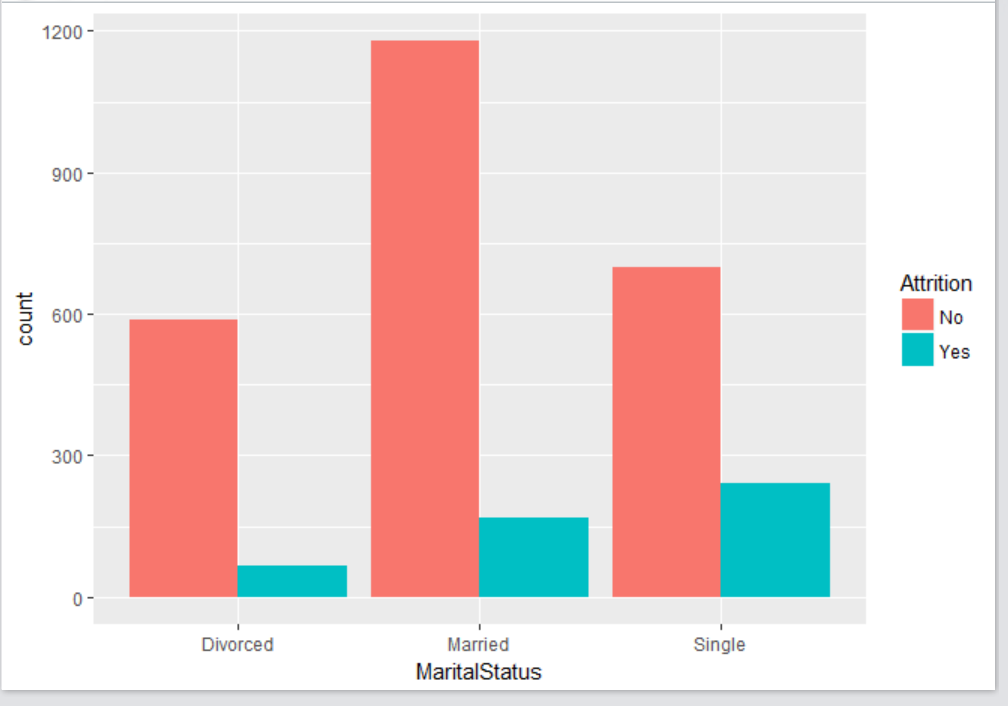 1200
900
600
300
0
count
Divorced
Married
Single
MaritalStatus
Attrition
No
Yes